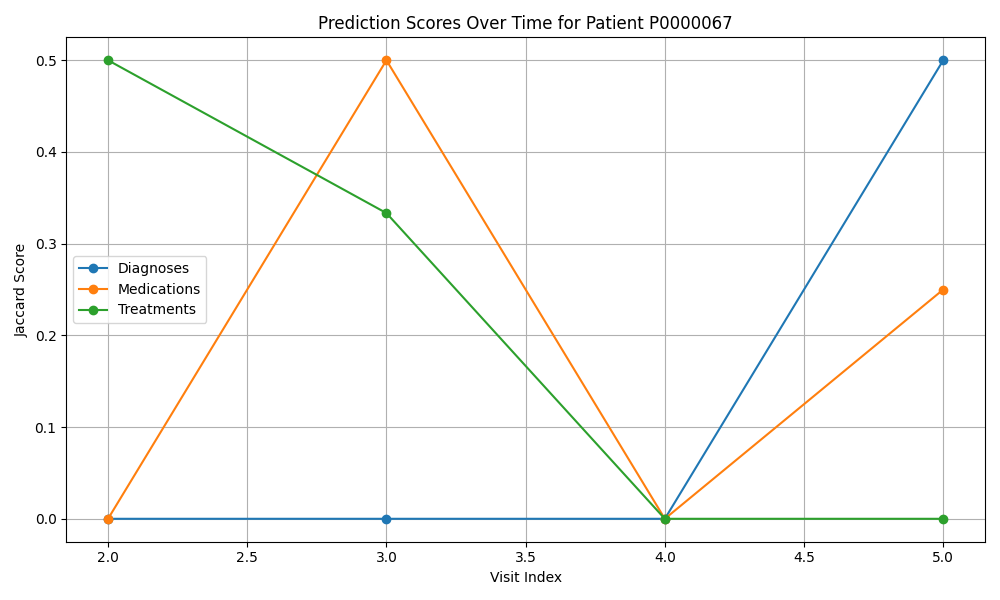 Prediction Scores Over Time for Patient P0000067
Jaccard Score
0.5
0.4
0.3
0.2
0.1
0.0
Diagnoses
Medications
Treatments
2.0 2.5 3.0 3.5 4.0 4.5 5.0
Visit Index